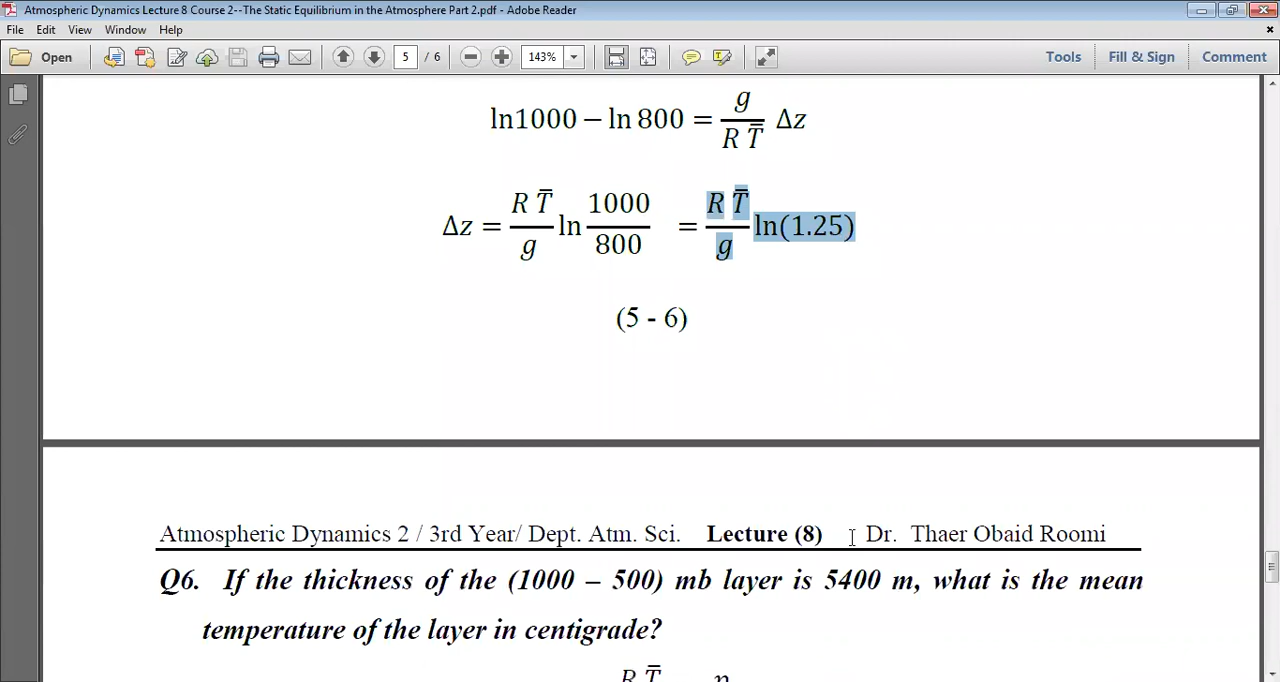 Atmospheric Dynamics Lecture 8 Course 2--The Static Equilibrium in the Atmosphere Part 2.pdf - Adobe Reader
File Edit View Window Help
Open 5 / 6 143% Tools Fill & Sign Comment
ln1000 − ln 800 = g / R T̅ Δz
Δz = R T̅ / g ln 1000 / 800 = R T̅ / g ln(1.25)
(5 - 6)
Atmospheric Dynamics 2 / 3rd Year/ Dept. Atm. Sci. Lecture (8) Dr. Thaer Obaid Roomi
Q6. If the thickness of the (1000 – 500) mb layer is 5400 m, what is the mean
temperature of the layer in centigrade?
R T̅